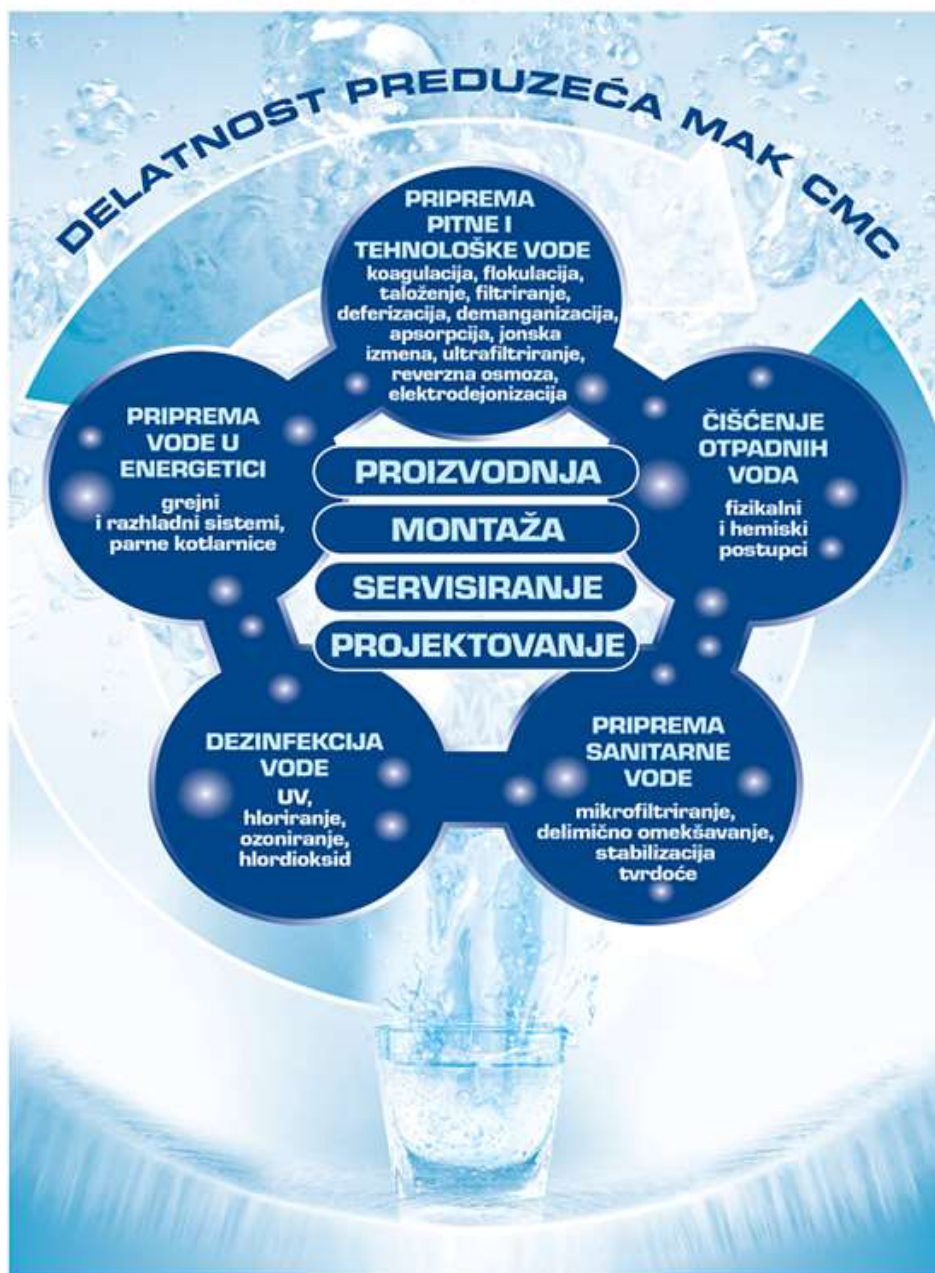 DELATNOST PREDUZEĆA MAK CMC
PRIPREMA
PITNE I
TEHNOLOŠKE VODE
koagulacija, flokulacija,
taloženje, filtriranje,
deferizacija, demanganizacija,
apsorpcija, jonska
izmena, ultrafiltriranje,
reverzna osmoza,
elektrodejonizacija
PRIPREMA
VODE U
ENERGETICI
grejni
i razhladni sistemi,
parne kotlarnice
ČIŠĆENJE
OTPADNIH
VODA
fizikalni
i hemiski
postupci
PROIZVODNJA
MONTAŽA
SERVISIRANJE
PROJEKTOVANJE
DEZINFEKCIJA
VODE
UV,
hloriranje,
ozoniranje,
hlordioksid
PRIPREMA
SANITARNE
VODE
mikrofiltriranje,
delimično omekšavanje,
stabilizacija
tvrdoće